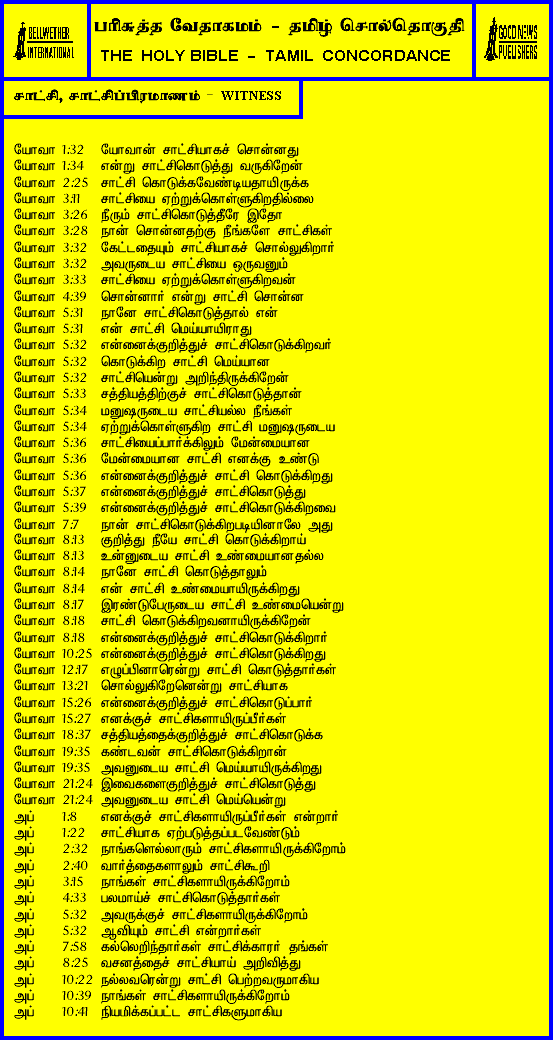 BELLWETHER
INTERNATIONAL
பரிசுத்த வேதாகமம் - தமிழ் சொல்தொகுதி
THE HOLY BIBLE - TAMIL CONCORDANCE
GOOD NEWS
PUBLISHERS
சாட்சி, சாட்சிப்பிரமாணம் - WITNESS
யோவா 1:32 யோவான் சாட்சியாகச் சொன்னது
யோவா 1:34 என்று சாட்சிகொடுத்து வருகிறேன்
யோவா 2:25 சாட்சி கொடுக்கவேண்டியதாயிருக்க
யோவா 3:11 சாட்சியை ஏற்றுக்கொள்ளுகிறதில்லை
யோவா 3:26 நீரும் சாட்சிகொடுத்தீரே இதோ
யோவா 3:28 நான் சொன்னதற்கு நீங்களே சாட்சிகள்
யோவா 3:32 கேட்டதையும் சாட்சியாகச் சொல்லுகிறார்
யோவா 3:32 அவருடைய சாட்சியை ஒருவனும்
யோவா 3:33 சாட்சியை ஏற்றுக்கொள்ளுகிறவன்
யோவா 4:39 சொன்னார் என்று சாட்சி சொன்ன
யோவா 5:31 நானே சாட்சிகொடுத்தால் என்
யோவா 5:31 என் சாட்சி மெய்யாயிராது
யோவா 5:32 என்னைக்குறித்துச் சாட்சிகொடுக்கிறவர்
யோவா 5:32 கொடுக்கிற சாட்சி மெய்யான
யோவா 5:32 சாட்சியென்று அறிந்திருக்கிறேன்
யோவா 5:33 சத்தியத்திற்குச் சாட்சிகொடுத்தான்
யோவா 5:34 மனுஷருடைய சாட்சியல்ல நீங்கள்
யோவா 5:34 ஏற்றுக்கொள்ளுகிற சாட்சி மனுஷருடைய
யோவா 5:36 சாட்சியைப்பார்க்கிலும் மேன்மையான
யோவா 5:36 மேன்மையான சாட்சி எனக்கு உண்டு
யோவா 5:36 என்னைக்குறித்துச் சாட்சி கொடுக்கிறது
யோவா 5:37 என்னைக்குறித்துச் சாட்சிகொடுத்து
யோவா 5:39 என்னைக்குறித்துச் சாட்சிகொடுக்கிறவை
யோவா 7:7 நான் சாட்சிகொடுக்கிறபடியினாலே அது
யோவா 8:13 குறித்து நீயே சாட்சி கொடுக்கிறாய்
யோவா 8:13 உன்னுடைய சாட்சி உண்மையானதல்ல
யோவா 8:14 நானே சாட்சி கொடுத்தாலும்
யோவா 8:14 என் சாட்சி உண்மையாயிருக்கிறது
யோவா 8:17 இரண்டுபேருடைய சாட்சி உண்மையென்று
யோவா 8:18 சாட்சி கொடுக்கிறவனாயிருக்கிறேன்
யோவா 8:18 என்னைக்குறித்துச் சாட்சிகொடுக்கிறார்
யோவா 10:25 என்னைக்குறித்துச் சாட்சிகொடுக்கிறது
யோவா 12:17 எழுப்பினாரென்று சாட்சி கொடுத்தார்கள்
யோவா 13:21 சொல்லுகிறேனென்று சாட்சியாக
யோவா 15:26 என்னைக்குறித்துச் சாட்சிகொடுப்பார்
யோவா 15:27 எனக்குச் சாட்சிகளாயிருப்பீர்கள்
யோவா 18:37 சத்தியத்தைக்குறித்துச் சாட்சிகொடுக்க
யோவா 19:35 கண்டவன் சாட்சிகொடுக்கிறான்
யோவா 19:35 அவனுடைய சாட்சி மெய்யாயிருக்கிறது
யோவா 21:24 இவைகளைகுறித்துச் சாட்சிகொடுத்து
யோவா 21:24 அவனுடைய சாட்சி மெய்யென்று
அப் 1:8 எனக்குச் சாட்சிகளாயிருப்பீர்கள் என்றார்
அப் 1:22 சாட்சியாக ஏற்படுத்தப்படவேண்டும்
அப் 2:32 நாங்களெல்லாரும் சாட்சிகளாயிருக்கிறோம்
அப் 2:40 வார்த்தைகளாலும் சாட்சிகூறி
அப் 3:15 நாங்கள் சாட்சிகளாயிருக்கிறோம்
அப் 4:33 பலமாய்ச் சாட்சிகொடுத்தார்கள்
அப் 5:32 அவருக்குச் சாட்சிகளாயிருக்கிறோம்
அப் 5:32 ஆவியும் சாட்சி என்றார்கள்
அப் 7:58 கல்லெறிந்தார்கள் சாட்சிக்காரர் தங்கள்
அப் 8:25 வசனத்தைச் சாட்சியாய் அறிவித்து
அப் 10:22 நல்லவரென்று சாட்சி பெற்றவருமாகிய
அப் 10:39 நாங்கள் சாட்சிகளாயிருக்கிறோம்
அப் 10:41 நியமிக்கப்பட்ட சாட்சிகளுமாகிய